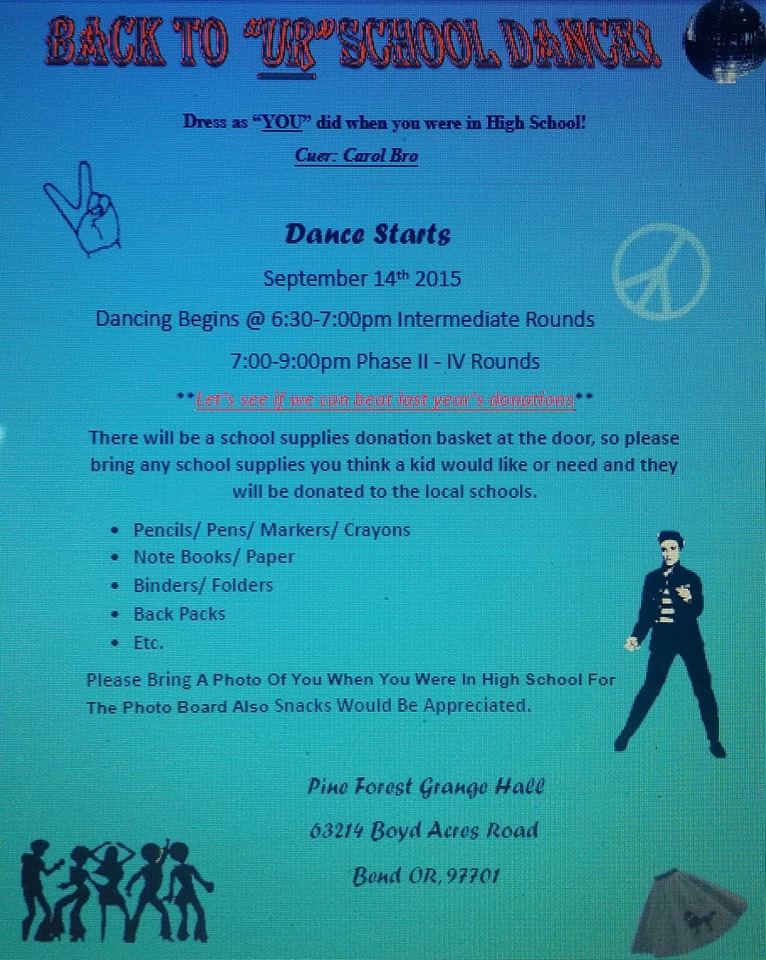 BACK TO "UR" SCHOOL DANCE!
Dress as “YOU” did when you were in High School!
Cuer: Carol Bro
Dance Starts
September 14th 2015
Dancing Begins @ 6:30-7:00pm Intermediate Rounds
7:00-9:00pm Phase II - IV Rounds
**Let's see if we can beat last year's donations**
There will be a school supplies donation basket at the door, so please
bring any school supplies you think a kid would like or need and they
will be donated to the local schools.
• Pencils/ Pens/ Markers/ Crayons
• Note Books/ Paper
• Binders/ Folders
• Back Packs
• Etc.
Please Bring A Photo Of You When You Were In High School For
The Photo Board Also Snacks Would Be Appreciated.
Pine Forest Grange Hall
63214 Boyd Acres Road
Bend OR, 97701